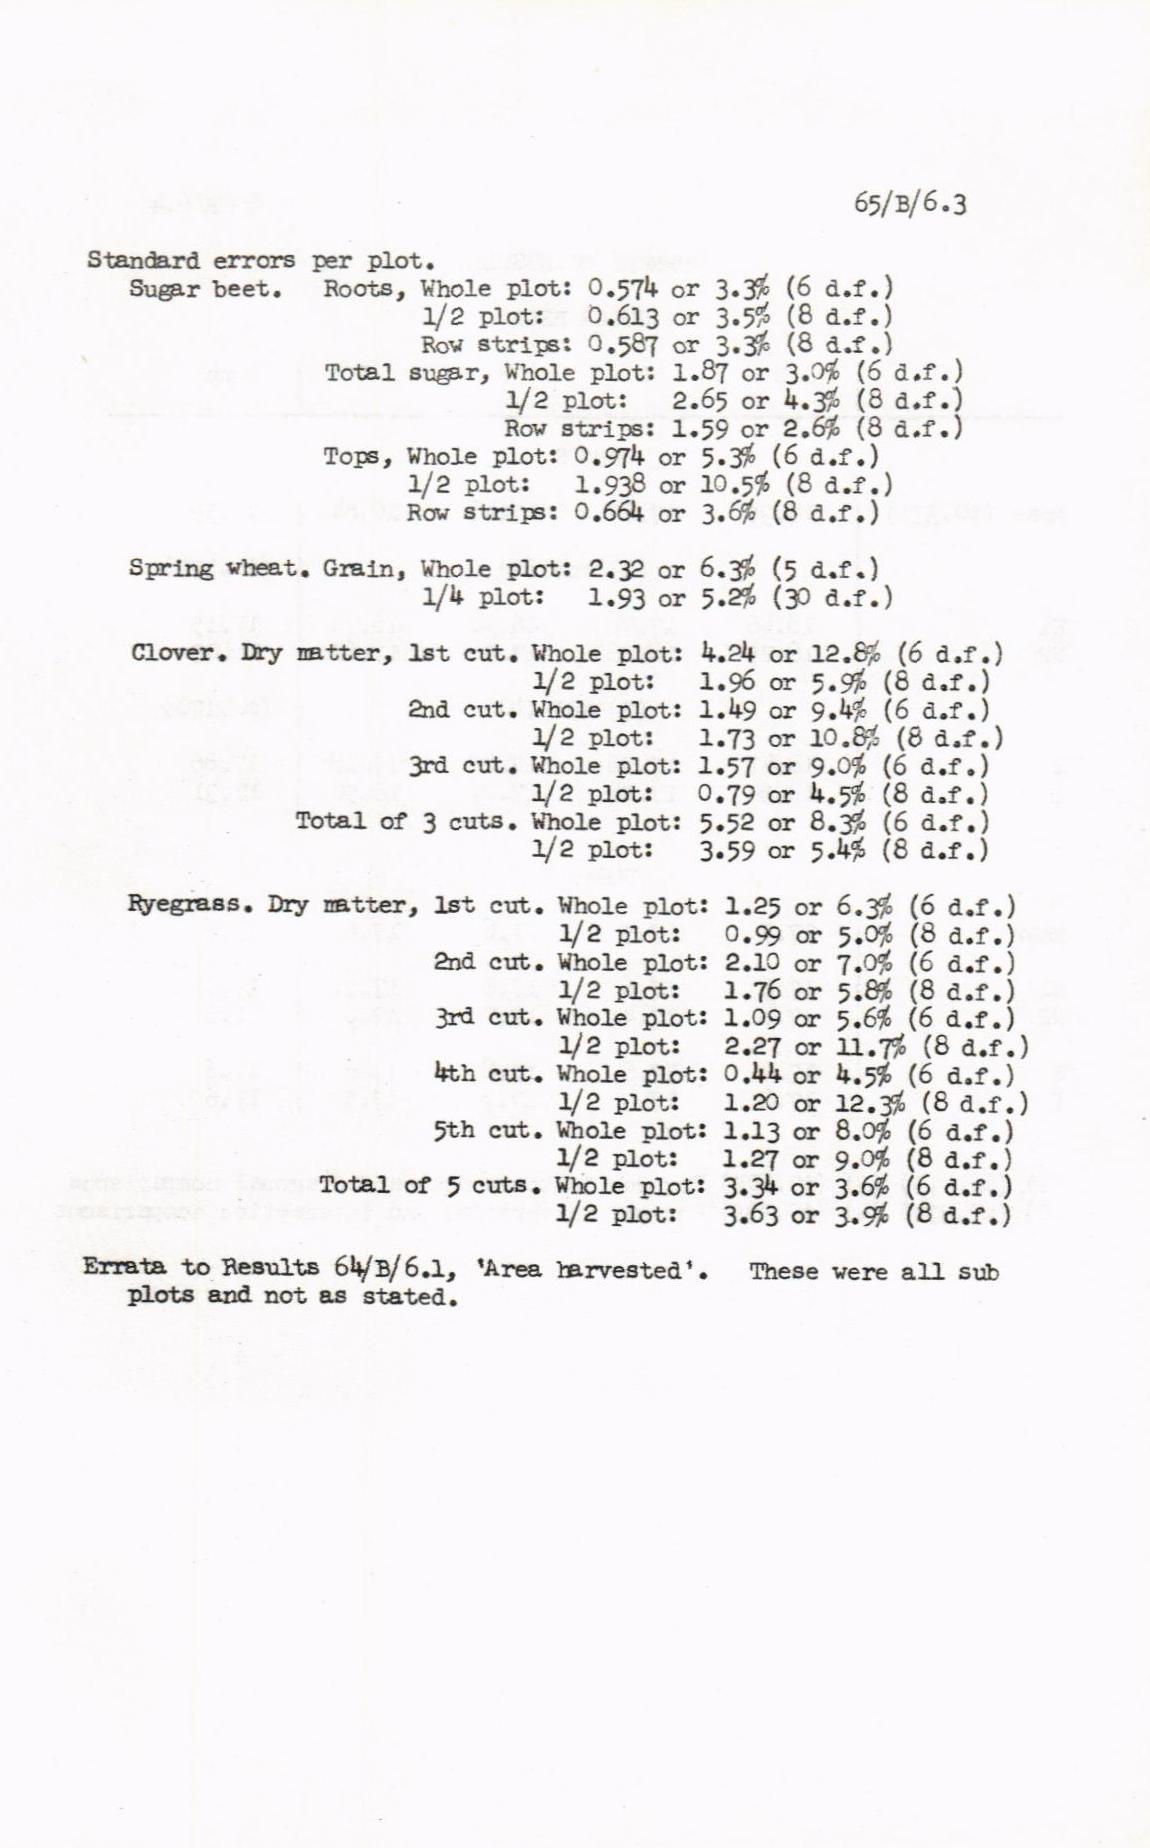 65/B/6.3
Standard errors per plot.
Sugar beet. Roots, Whole plot: 0.574 or 3.3% (6 d.f.)
1/2 plot: 0.613 or 3.5% (8 d.f.)
Row strips: 0.587 or 3.3% (8 d.f.)
Total sugar, Whole plot: 1.87 or 3.0% (6 d.f.)
1/2 plot: 2.65 or 4.3% (8 d.f.)
Row strips: 1.59 or 2.6% (8 d.f.)
Tops, Whole plot: 0.974 or 5.3% (6 d.f.)
1/2 plot: 1.938 or 10.5% (8 d.f.)
Row strips: 0.664 or 3.6% (8 d.f.)
Spring wheat. Grain, Whole plot: 2.32 or 6.3% (5 d.f.)
1/4 plot: 1.93 or 5.2% (30 d.f.)
Clover. Dry matter, 1st cut. Whole plot: 4.24 or 12.8% (6 d.f.)
1/2 plot: 1.96 or 5.9% (8 d.f.)
2nd cut. Whole plot: 1.49 or 9.4% (6 d.f.)
1/2 plot: 1.73 or 10.8% (8 d.f.)
3rd cut. Whole plot: 1.57 or 9.0% (6 d.f.)
1/2 plot: 0.79 or 4.5% (8 d.f.)
Total of 3 cuts. Whole plot: 5.52 or 8.3% (6 d.f.)
1/2 plot: 3.59 or 5.4% (8 d.f.)
Ryegrass. Dry matter, 1st cut. Whole plot: 1.25 or 6.3% (6 d.f.)
1/2 plot: 0.99 or 5.0% (8 d.f.)
2nd cut. Whole plot: 2.10 or 7.0% (6 d.f.)
1/2 plot: 1.76 or 5.8% (8 d.f.)
3rd cut. Whole plot: 1.09 or 5.6% (6 d.f.)
1/2 plot: 2.27 or 11.7% (8 d.f.)
4th cut. Whole plot: 0.44 or 4.5% (6 d.f.)
1/2 plot: 1.20 or 12.3% (8 d.f.)
5th cut. Whole plot: 1.13 or 8.0% (6 d.f.)
1/2 plot: 1.27 or 9.0% (8 d.f.)
Total of 5 cuts. Whole plot: 3.34 or 3.6% (6 d.f.)
1/2 plot: 3.63 or 3.9% (8 d.f.)
Errata to Results 64/B/6.1, 'Area harvested'. These were all sub
plots and not as stated.